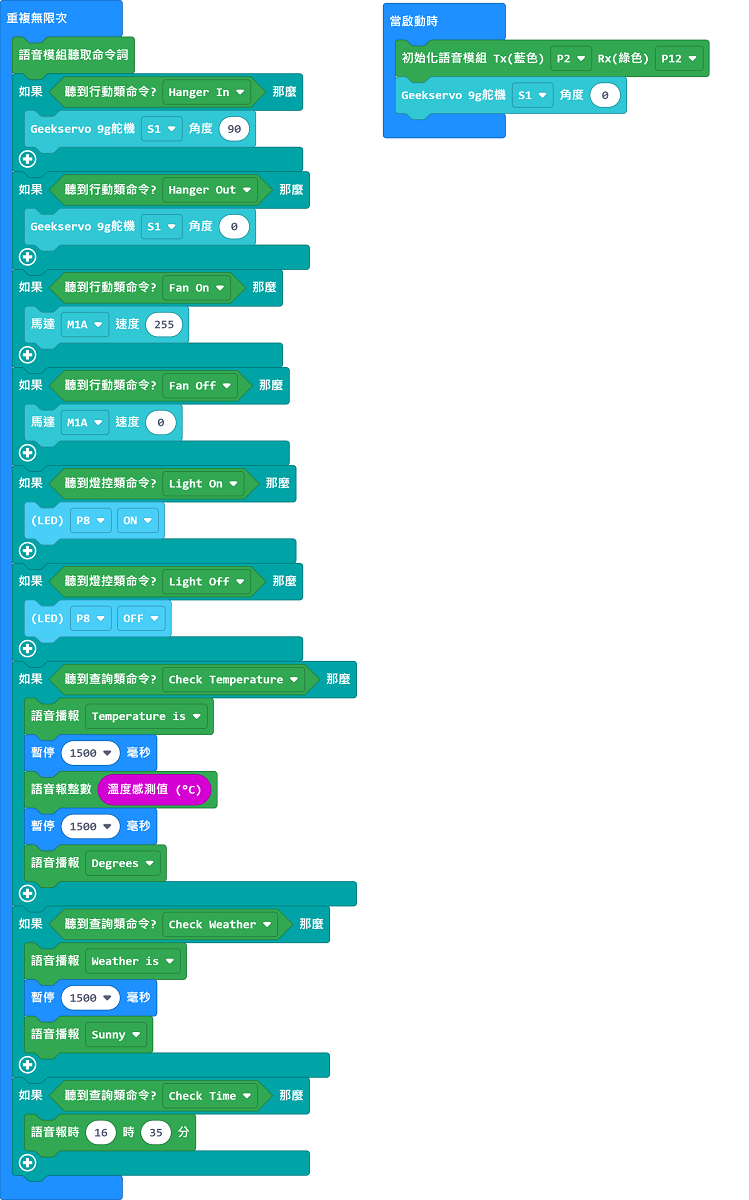 重複無限次
語音模組聽取命令詞
如果 聽到行動類命令? Hanger In 那麼
Geekservo 9g舵機 S1 角度 90
如果 聽到行動類命令? Hanger Out 那麼
Geekservo 9g舵機 S1 角度 0
如果 聽到行動類命令? Fan On 那麼
馬達 M1A 速度 255
如果 聽到行動類命令? Fan Off 那麼
馬達 M1A 速度 0
如果 聽到燈控類命令? Light On 那麼
(LED) P8 ON
如果 聽到燈控類命令? Light Off 那麼
(LED) P8 OFF
如果 聽到查詢類命令? Check Temperature 那麼
語音播報 Temperature is
暫停 1500 毫秒
語音報整數 溫度感測值 (°C)
暫停 1500 毫秒
語音播報 Degrees
如果 聽到查詢類命令? Check Weather 那麼
語音播報 Weather is
暫停 1500 毫秒
語音播報 Sunny
如果 聽到查詢類命令? Check Time 那麼
語音報時 16 時 35 分
當啟動時
初始化語音模組 Tx(藍色) P2 Rx(綠色) P12
Geekservo 9g舵機 S1 角度 0